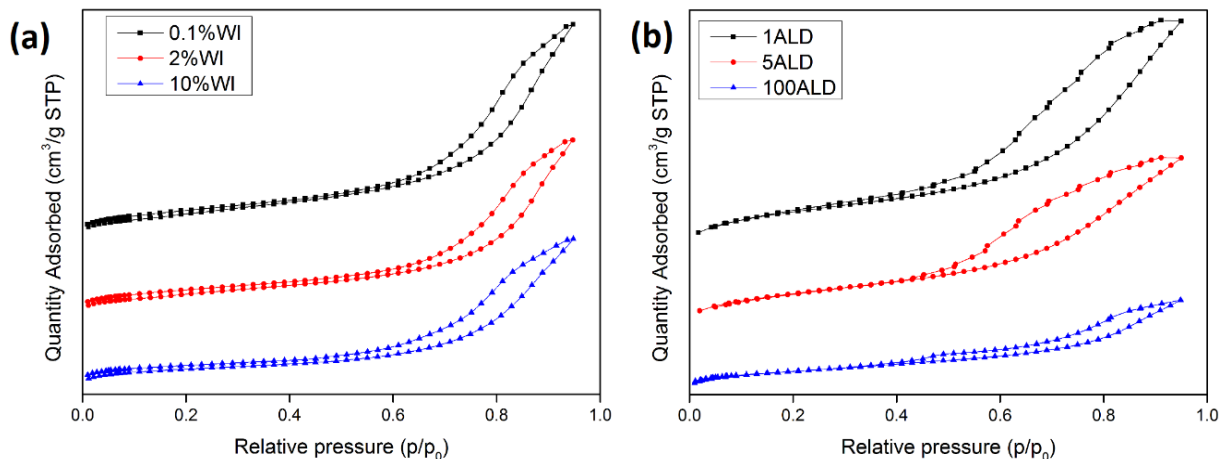 (a)
0.1%WI
2%WI
10%WI
Quantity Adsorbed (cm³/g STP)
0.0 0.2 0.4 0.6 0.8 1.0
Relative pressure (p/p₀)
(b)
1ALD
5ALD
100ALD
Quantity Adsorbed (cm³/g STP)
0.0 0.2 0.4 0.6 0.8 1.0
Relative pressure (p/p₀)